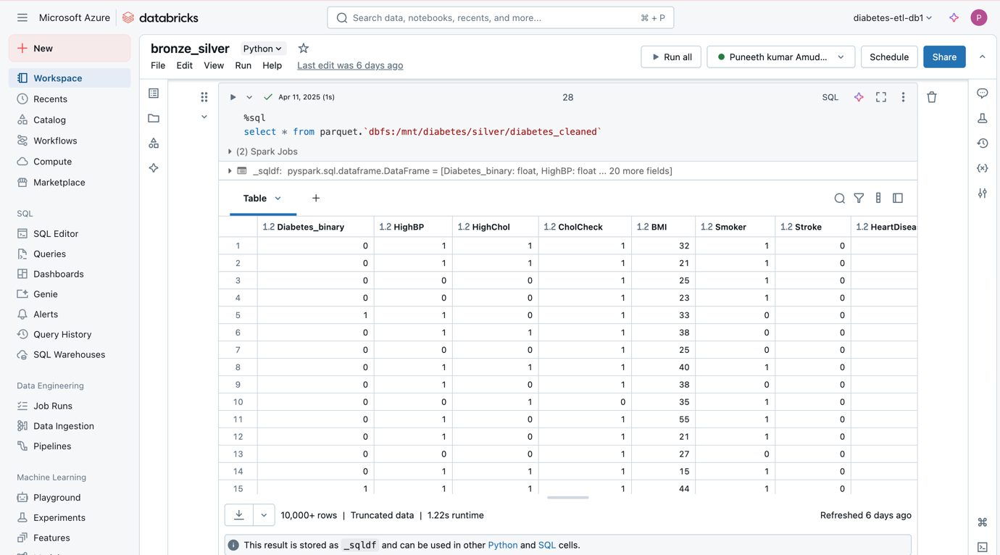 Microsoft Azure databricks Search data, notebooks, recents, and more... ⌘ + P diabetes-etl-db1 P
New
Workspace
Recents
Catalog
Workflows
Compute
Marketplace
SQL
SQL Editor
Queries
Dashboards
Genie
Alerts
Query History
SQL Warehouses
Data Engineering
Job Runs
Data Ingestion
Pipelines
Machine Learning
Playground
Experiments
Features
bronze_silver Python Run all Puneeth kumar Amud... Schedule Share
File Edit View Run Help Last edit was 6 days ago
Apr 11, 2025 (1s) 28 SQL
%sql
select * from parquet.`dbfs:/mnt/diabetes/silver/diabetes_cleaned`
(2) Spark Jobs
_sqldf: pyspark.sql.dataframe.DataFrame = [Diabetes_binary: float, HighBP: float ... 20 more fields]
Table +
1.2 Diabetes_binary 1.2 HighBP 1.2 HighChol 1.2 CholCheck 1.2 BMI 1.2 Smoker 1.2 Stroke 1.2 HeartDisea
1 0 1 1 1 32 1 0
2 0 1 1 1 21 1 0
3 0 0 0 1 25 1 0
4 0 0 0 1 23 1 0
5 1 1 0 1 33 0 0
6 0 1 1 1 38 0 0
7 0 0 0 1 25 0 0
8 0 1 1 1 40 1 0
9 0 1 0 1 38 0 0
10 0 0 1 0 35 1 0
11 0 1 0 1 55 1 0
12 0 1 0 1 21 1 0
13 0 0 0 1 27 0 0
14 0 1 1 1 15 1 0
15 1 1 1 1 44 1 0
10,000+ rows | Truncated data | 1.22s runtime Refreshed 6 days ago
This result is stored as _sqldf and can be used in other Python and SQL cells.